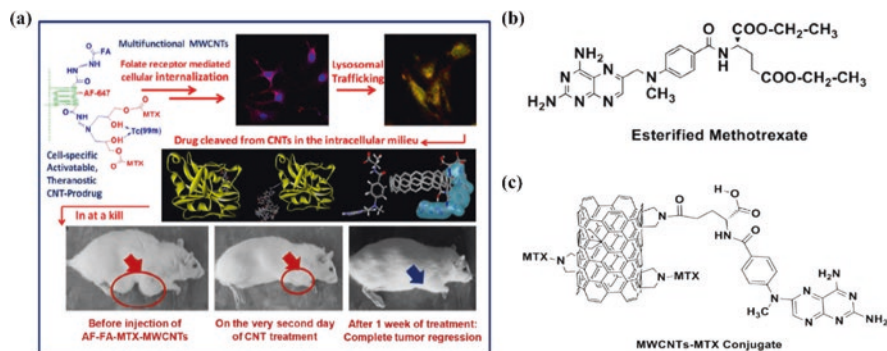 (a)
FA
Multifunctional MWCNTs
Folate receptor mediated
cellular internalization
Lysosomal
Trafficking
AF-647
MTX
OH
Tc(99m)
OH
MTX
Cell-specific
Activatable,
Theranostic
CNT-Prodrug
Drug cleaved from CNTs in the intracellular milieu
In at a kill
Before injection of
AF-FA-MTX-MWCNTs
On the very second day
of CNT treatment
After 1 week of treatment:
Complete tumor regression
(b)
COO-CH₂-CH₃
O
NH₂
N
H
N
N
N
CH₃
COO-CH₂-CH₃
H₂N
N
N
Esterified Methotrexate
(c)
H-O
O
O
N
NH
O
MTX-N
N-MTX
NH₂
N
N
N
CH₃
N
N
NH₂
MWCNTs-MTX Conjugate